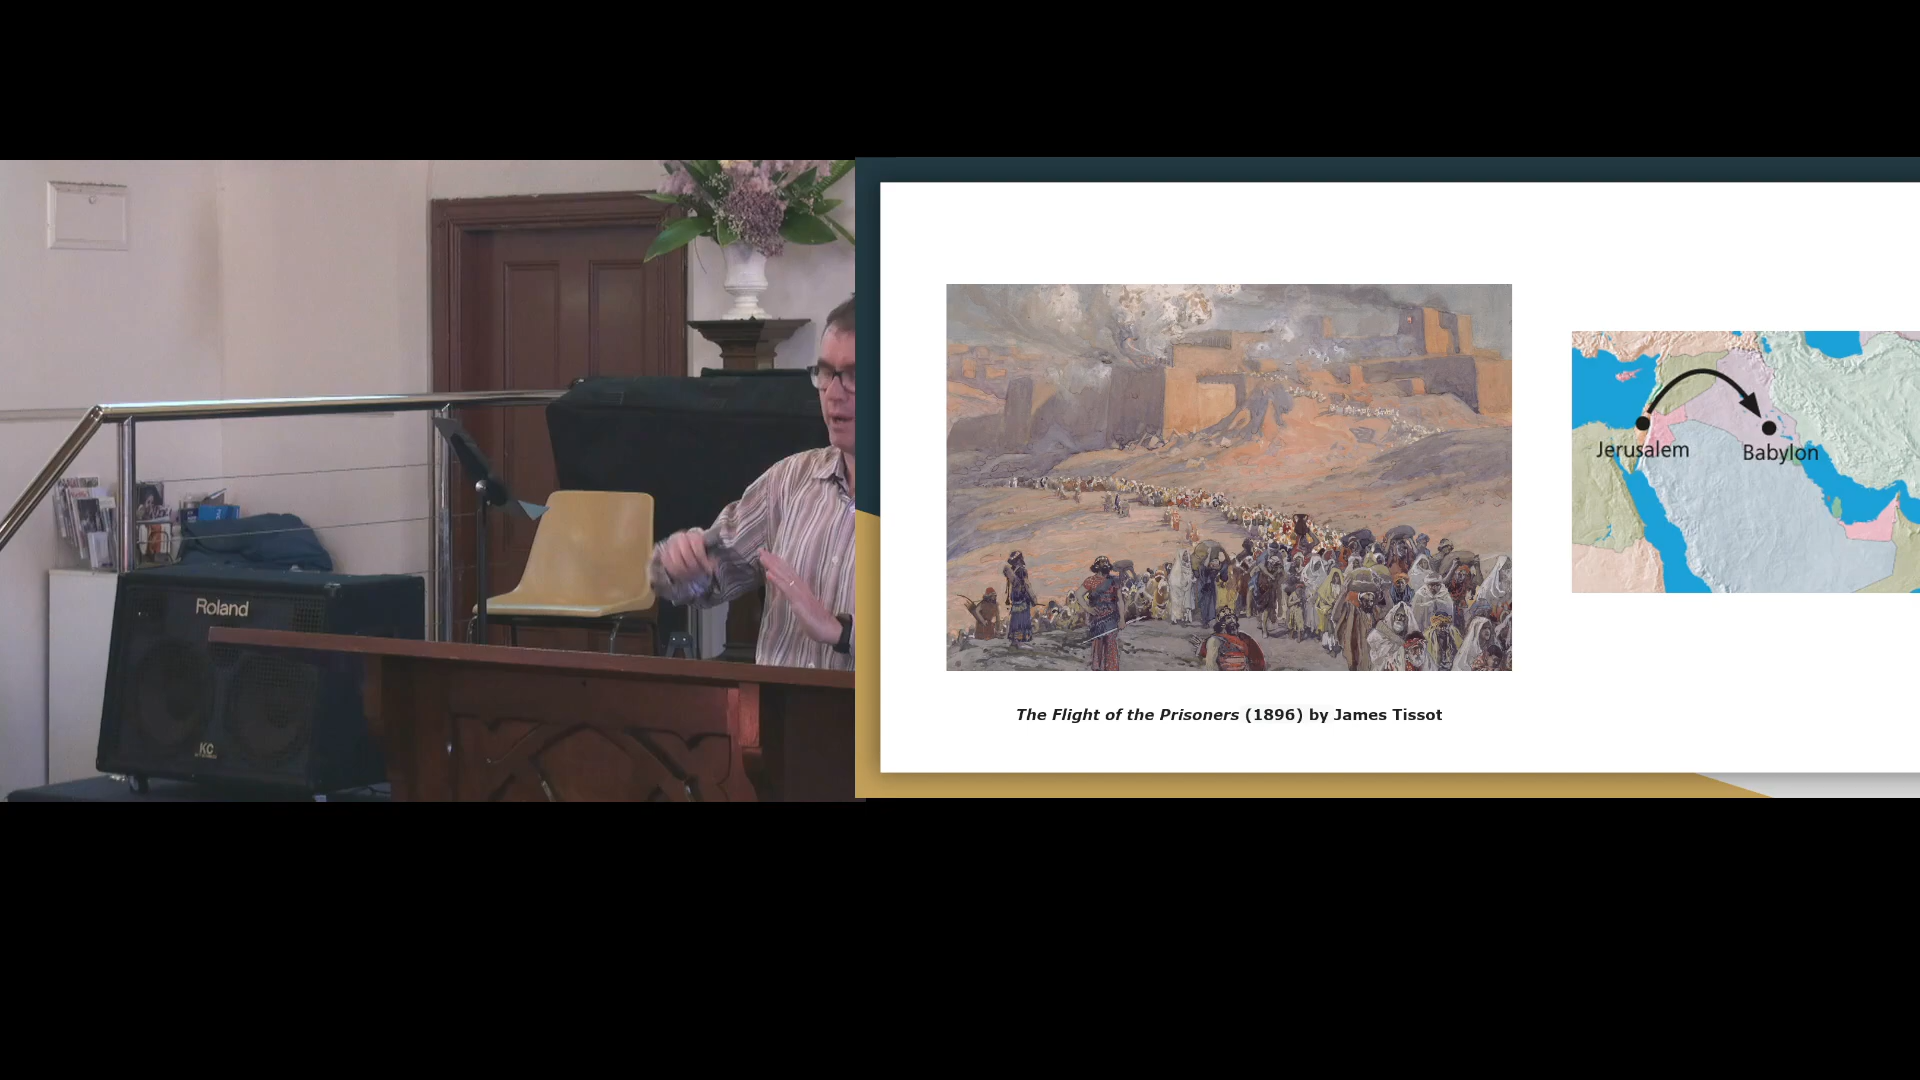 Roland
KC
Jerusalem
Babylon
The Flight of the Prisoners (1896) by James Tissot